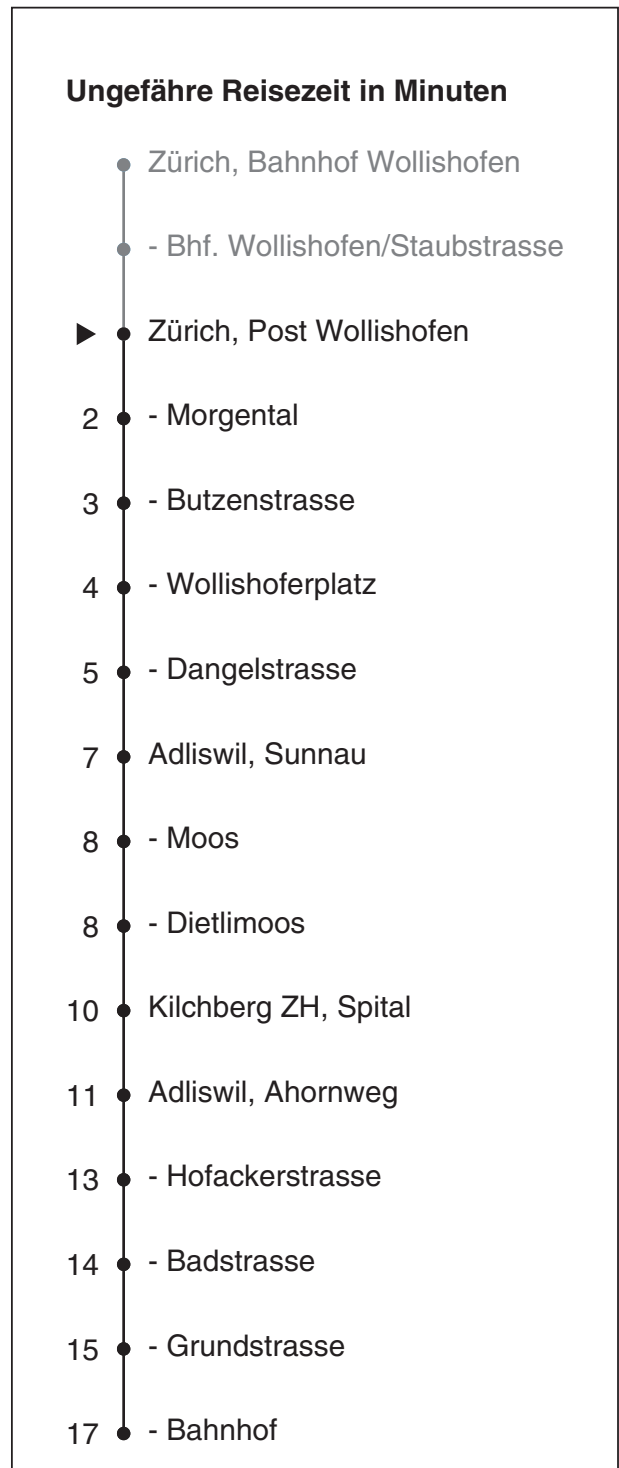 Ungefähre Reisezeit in Minuten
Zürich, Bahnhof Wollishofen
- Bhf. Wollishofen/Staubstrasse
Zürich, Post Wollishofen
2 - Morgental
3 - Butzenstrasse
4 - Wollishoferplatz
5 - Dangelstrasse
7 Adliswil, Sunnau
8 - Moos
8 - Dietlimoos
10 Kilchberg ZH, Spital
11 Adliswil, Ahornweg
13 - Hofackerstrasse
14 - Badstrasse
15 - Grundstrasse
17 - Bahnhof